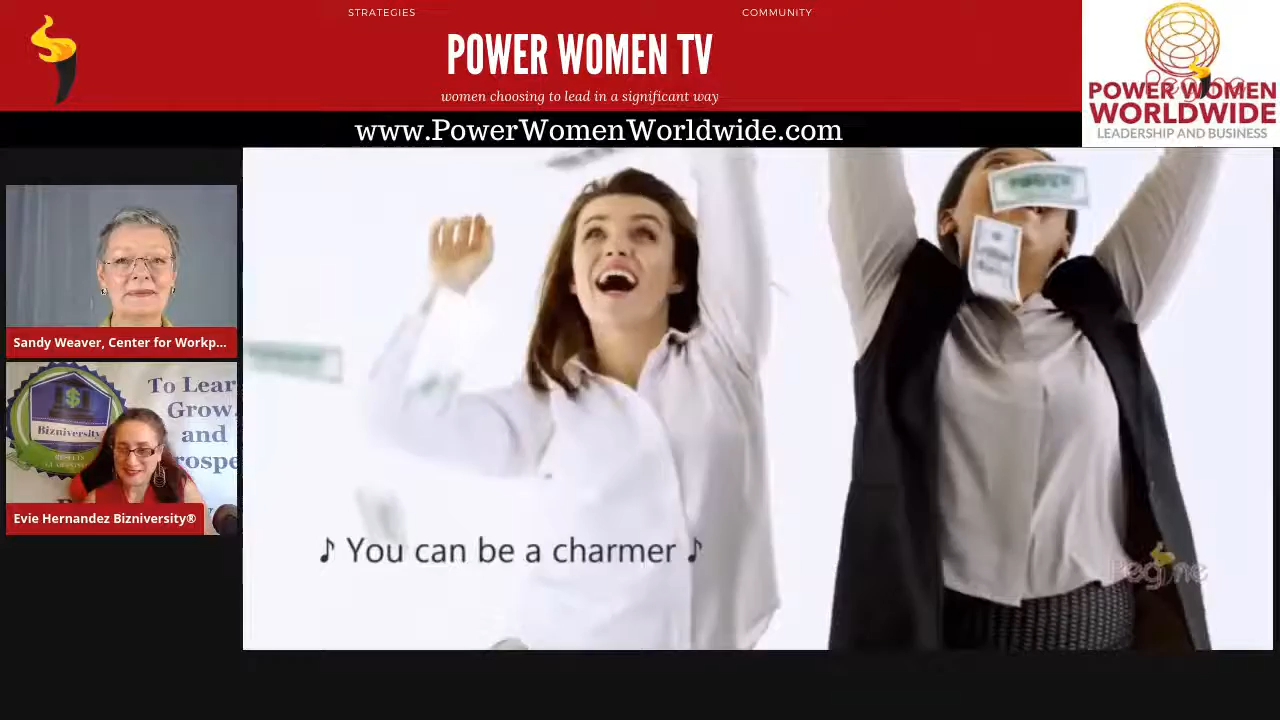 STRATEGIES
COMMUNITY
POWER WOMEN TV
women choosing to lead in a significant way
www.PowerWomenWorldwide.com
POWER WOMEN
WORLDWIDE
LEADERSHIP AND BUSINESS
Sandy Weaver, Center for Workp...
To Lear
Grow,
and
rospe
Bizniversity
Evie Hernandez Bizniversity®
♪ You can be a charmer ♪